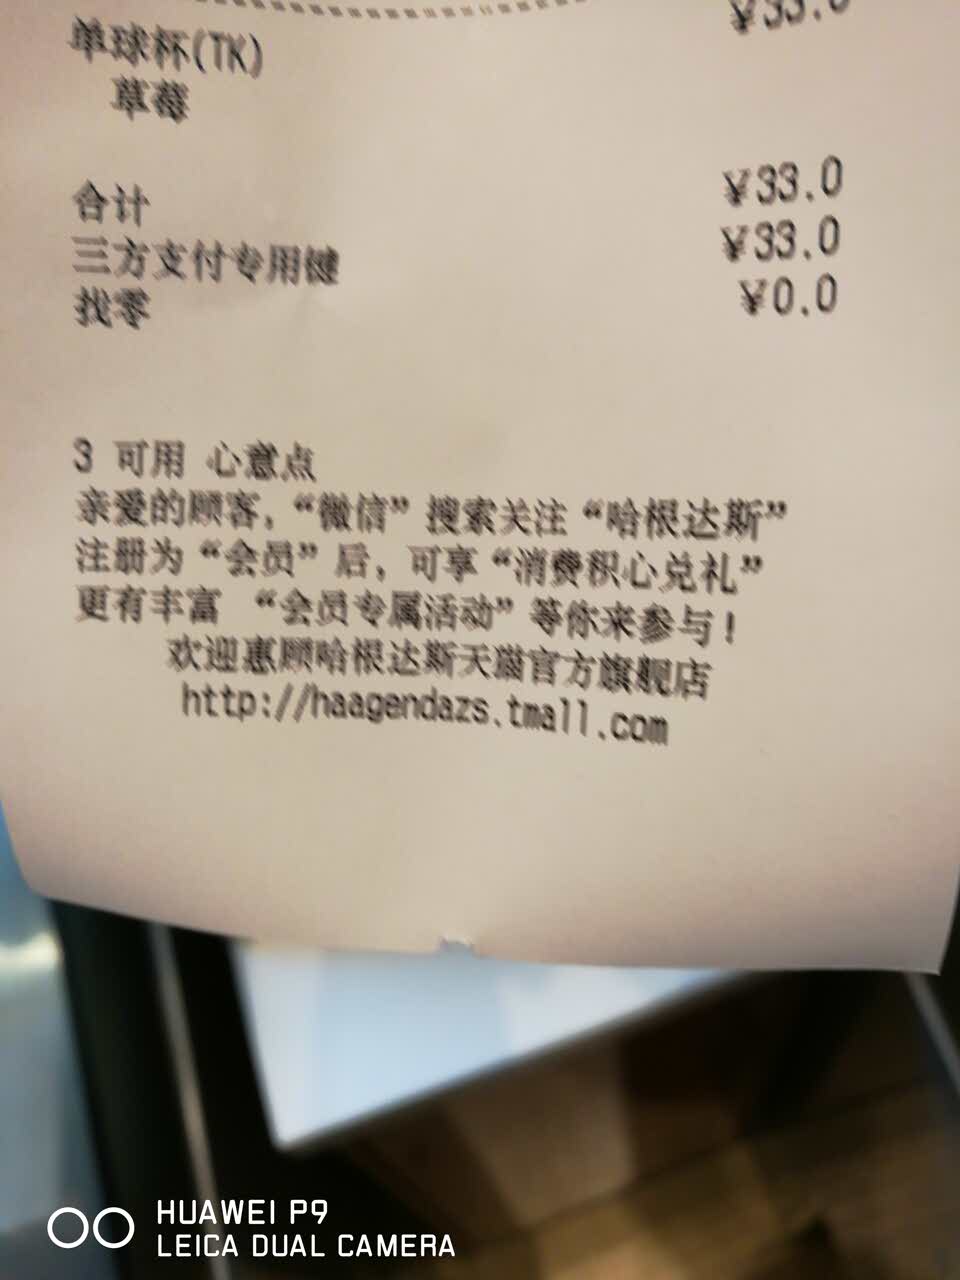 单球杯(TK) ¥33.0
草莓
合计 ¥33.0
三方支付专用键 ¥33.0
找零 ¥0.0
3 可用 心意点
亲爱的顾客，“微信”搜索关注“哈根达斯”
注册为“会员”后，可享“消费积心兑礼”
更有丰富 “会员专属活动”等你来参与！
欢迎惠顾哈根达斯天猫官方旗舰店
http://haagendazs.tmall.com
HUAWEI P9
LEICA DUAL CAMERA